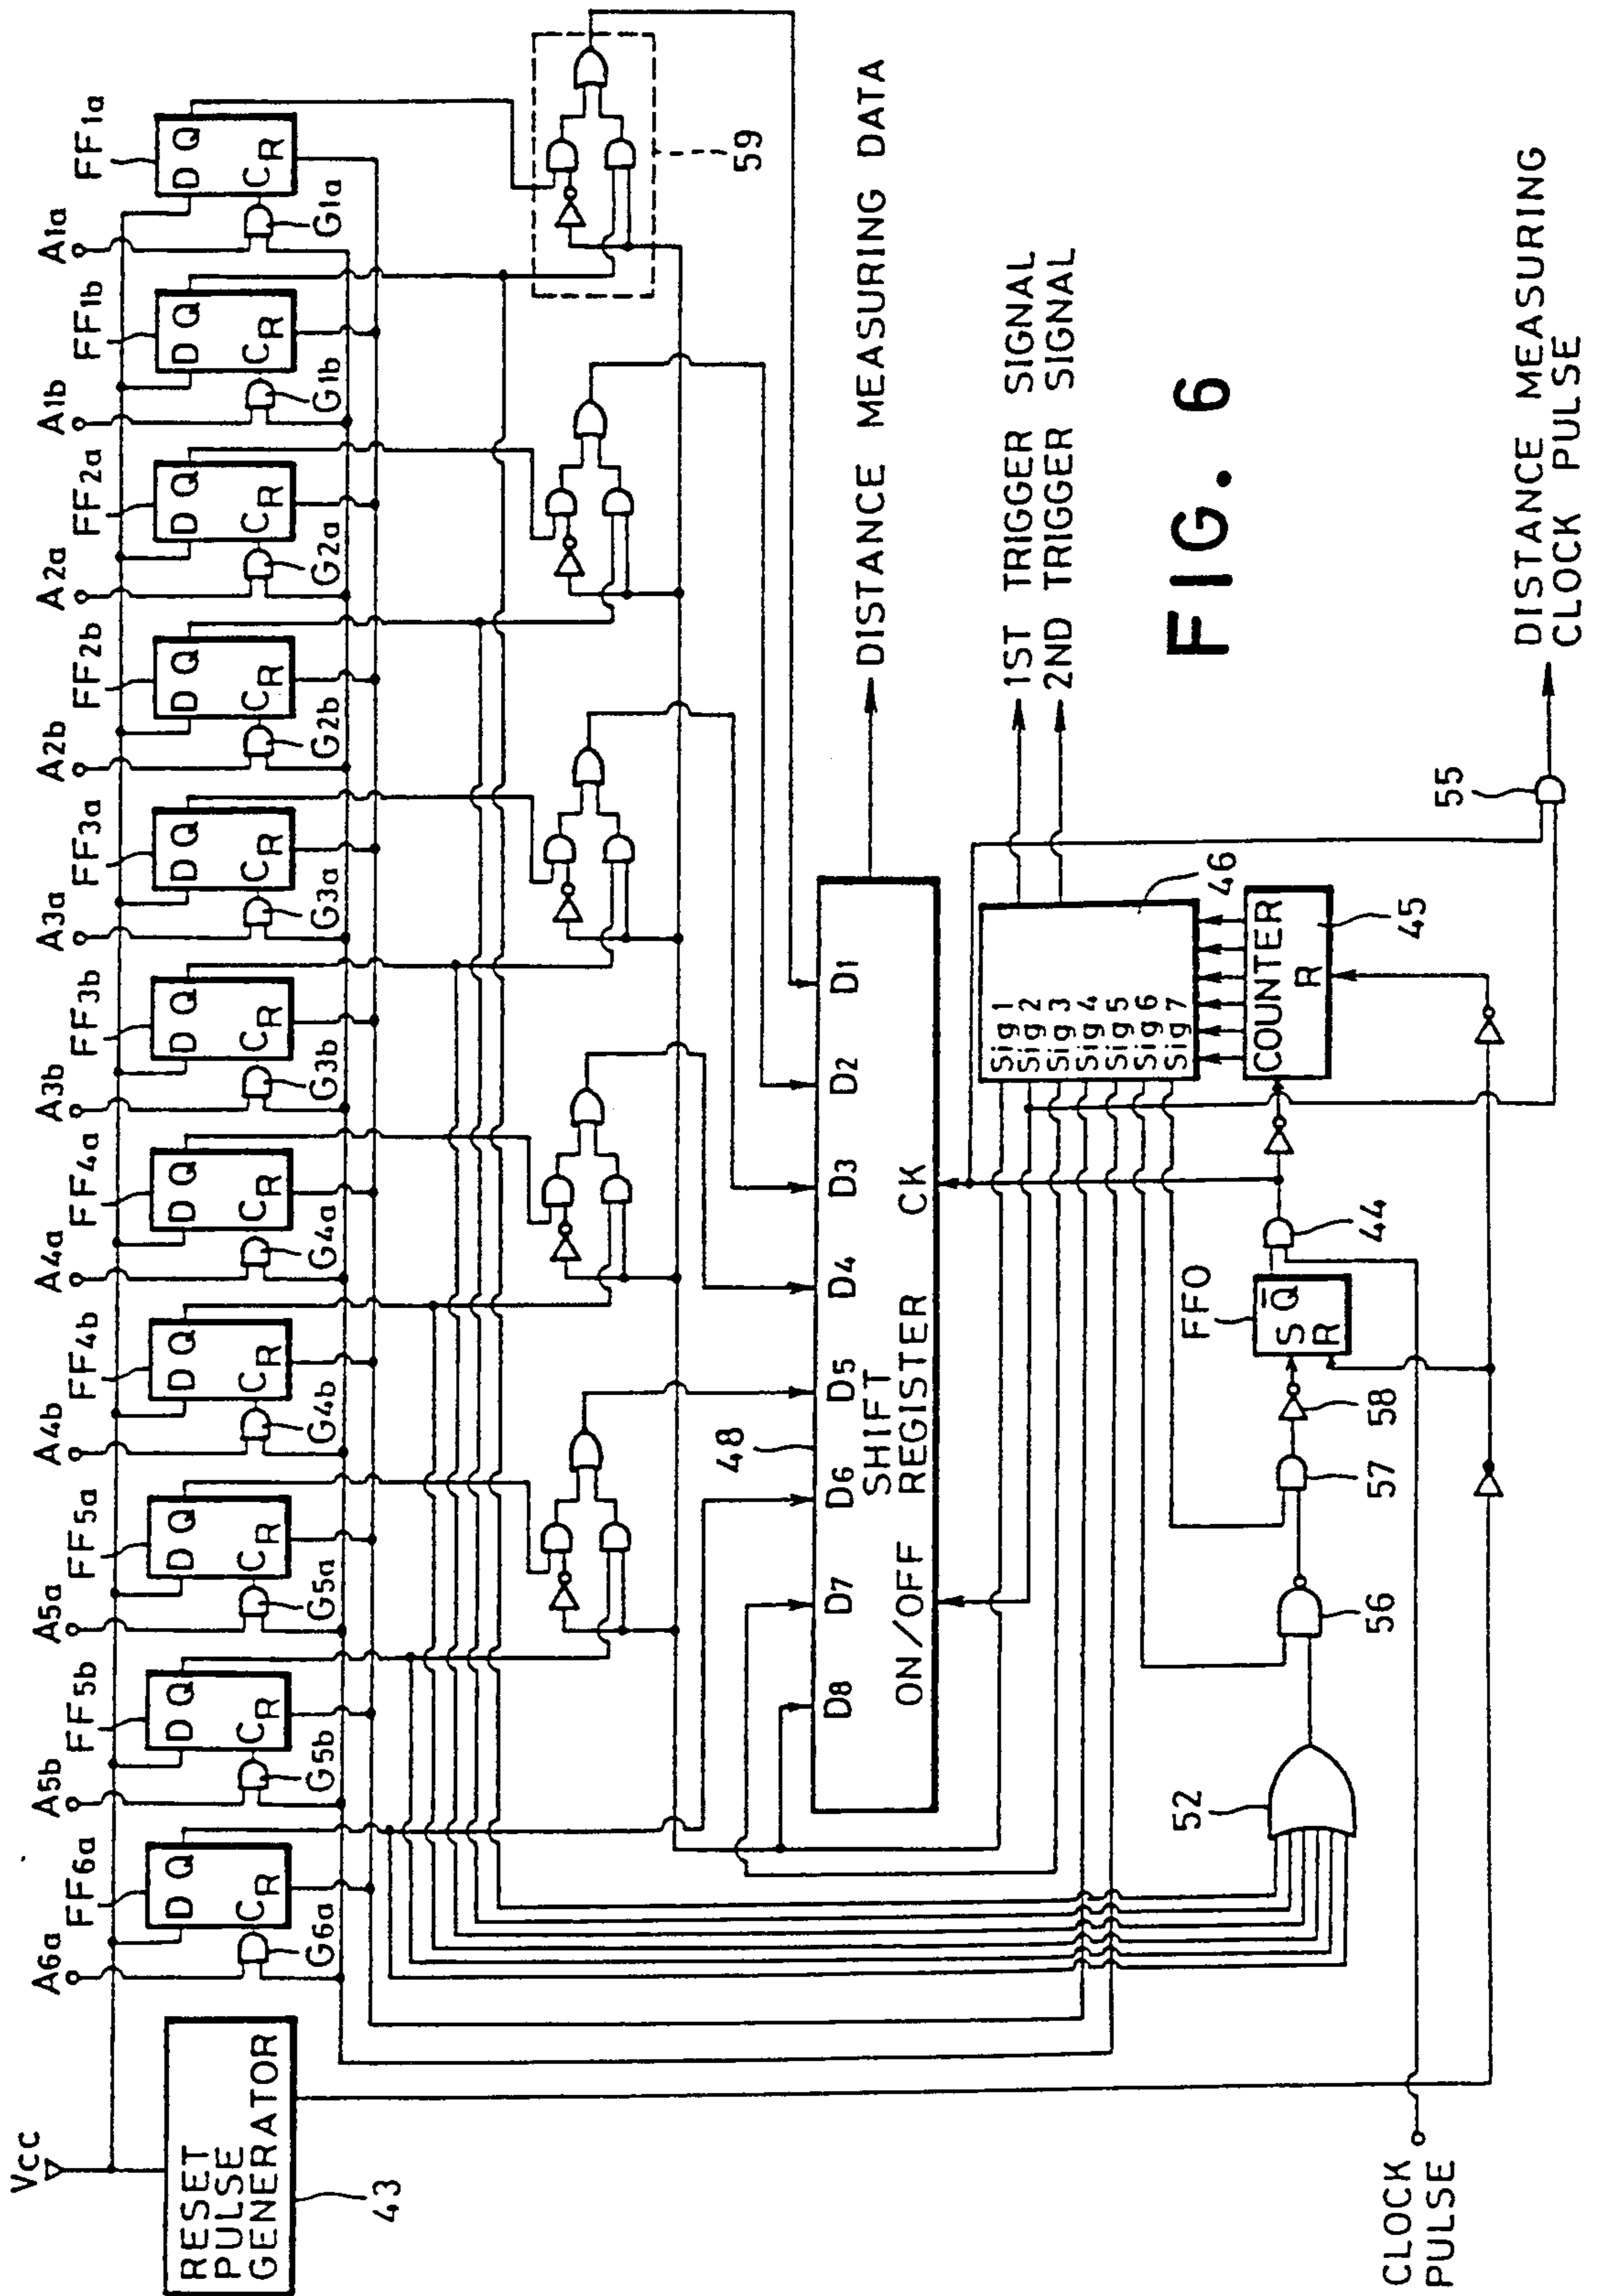 Vcc
RESET
PULSE
GENERATOR
43
A6a
A5b
A5a
A4b
A4a
A3b
A3a
A2b
A2a
A1b
A1a
FF6a
FF5b
FF5a
FF4b
FF4a
FF3b
FF3a
FF2b
FF2a
FF1b
FF1a
D Q
C R
D Q
C R
D Q
C R
D Q
C R
D Q
C R
D Q
C R
D Q
C R
D Q
C R
D Q
C R
D Q
C R
D Q
C R
G6a
G5b
G5a
G4b
G4a
G3b
G3a
G2b
G2a
G1b
G1a
59
48
D8 D7 D6 D5 D4 D3 D2 D1
SHIFT
REGISTER
ON/OFF
CK
DISTANCE MEASURING DATA
Sig 1
Sig 2
Sig 3
Sig 4
Sig 5
Sig 6
Sig 7
46
1ST TRIGGER SIGNAL
2ND TRIGGER SIGNAL
COUNTER
R
45
52
56
57
58
FF0
S Q̅
R
44
55
CLOCK
PULSE
DISTANCE MEASURING
CLOCK PULSE
FIG. 6